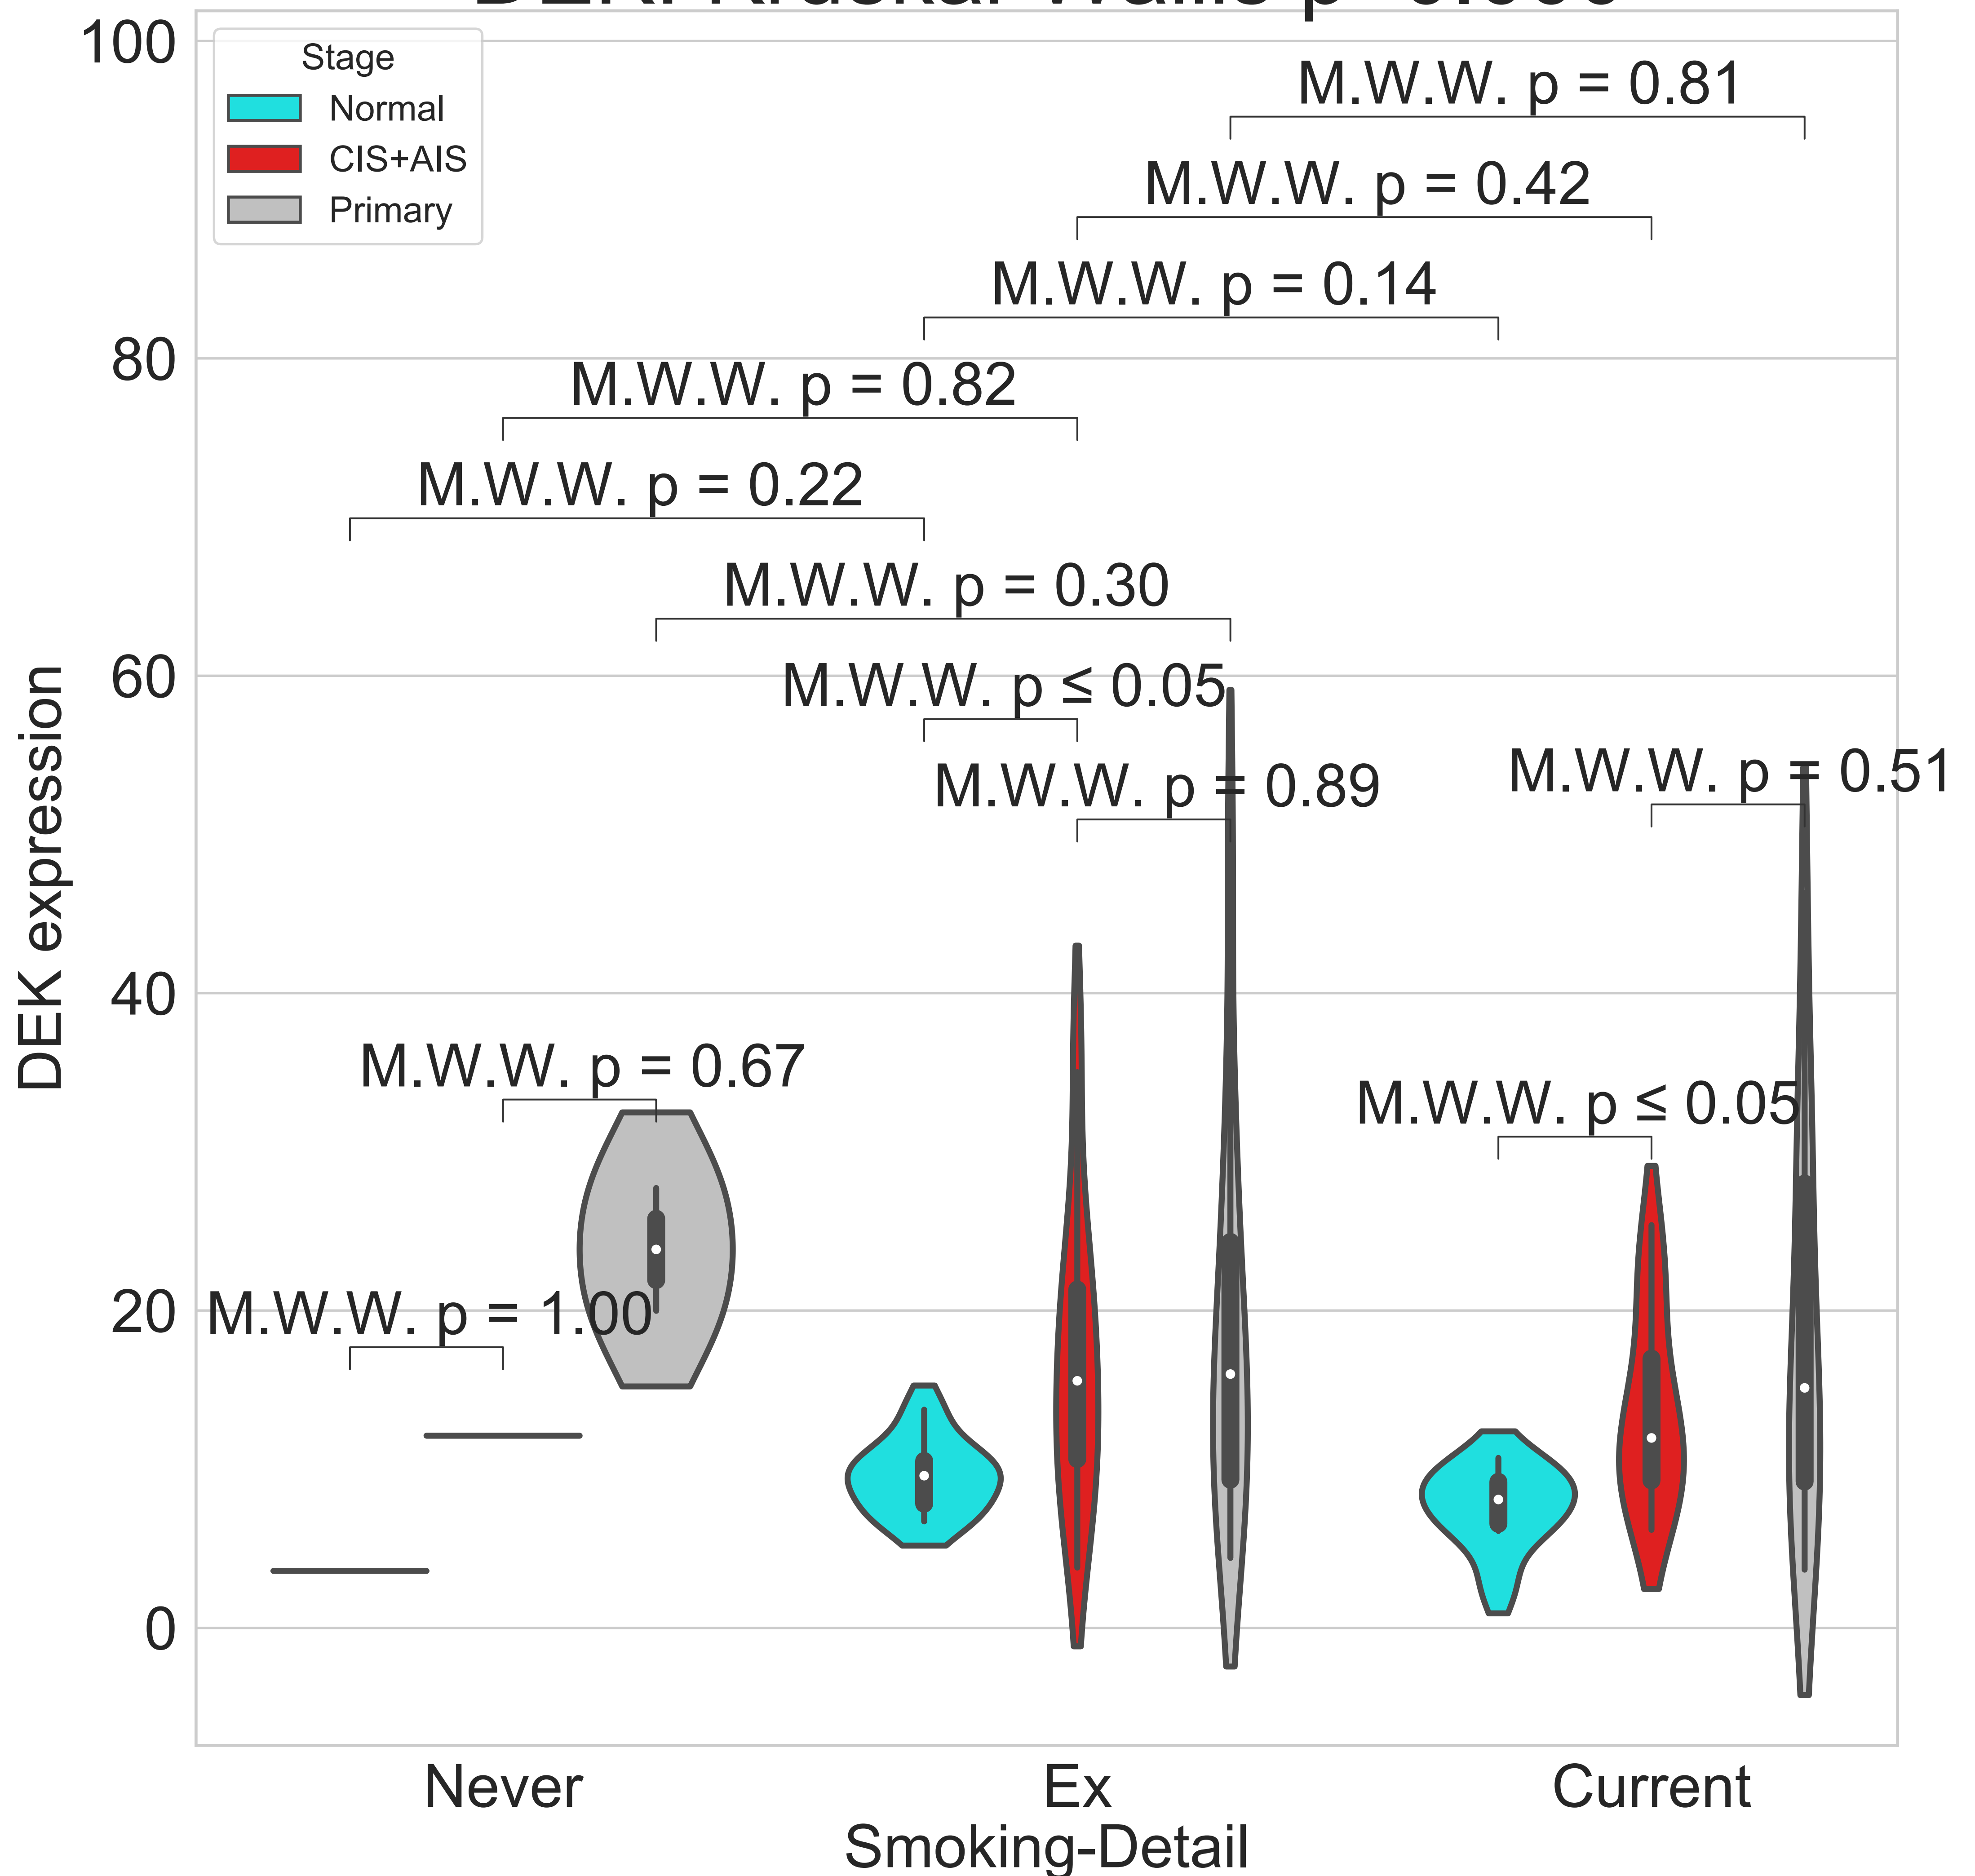 100
Stage
Normal
CIS+AIS
Primary
M.W.W. p = 0.81
M.W.W. p = 0.42
M.W.W. p = 0.14
80
M.W.W. p = 0.82
M.W.W. p = 0.22
M.W.W. p = 0.30
60
M.W.W. p ≤ 0.05
M.W.W. p = 0.89
M.W.W. p = 0.51
DEK expression
40
M.W.W. p = 0.67
M.W.W. p ≤ 0.05
20
M.W.W. p = 1.00
0
Never
Ex
Current
Smoking-Detail